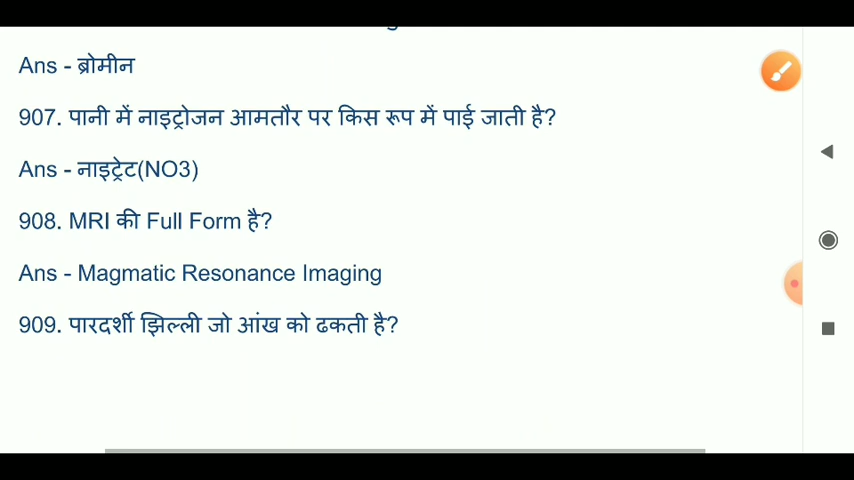 Ans - ब्रोमीन
907. पानी में नाइट्रोजन आमतौर पर किस रूप में पाई जाती है?
Ans - नाइट्रेट(NO3)
908. MRI की Full Form है?
Ans - Magmatic Resonance Imaging
909. पारदर्शी झिल्ली जो आंख को ढकती है?